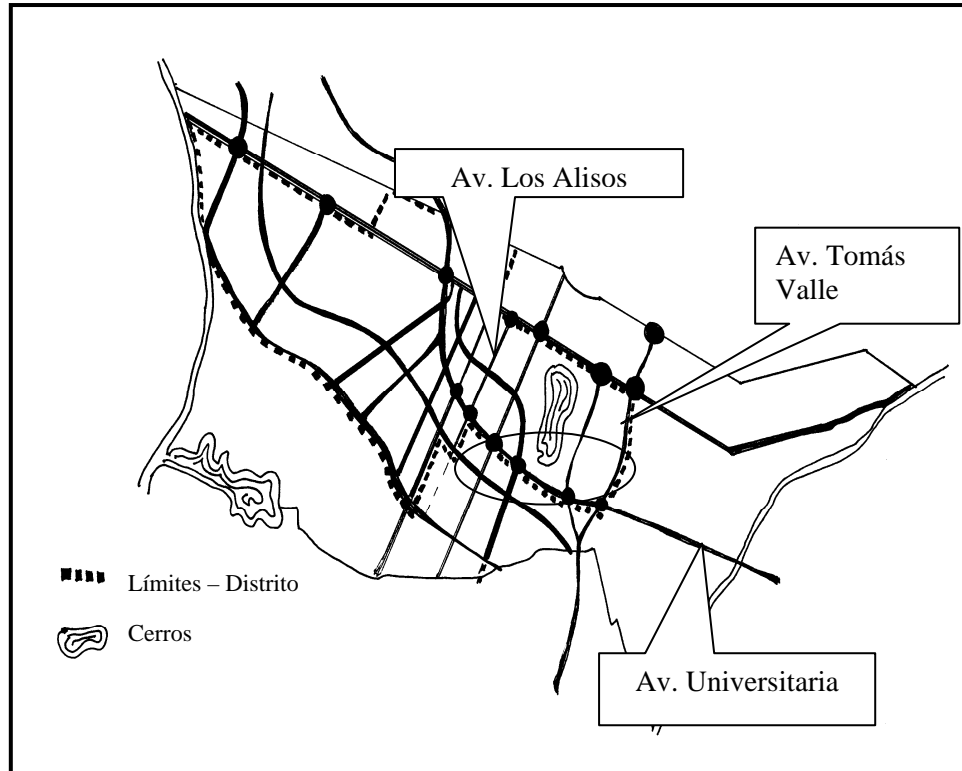 Av. Los Alisos
Av. Tomás
Valle
Límites – Distrito
Cerros
Av. Universitaria